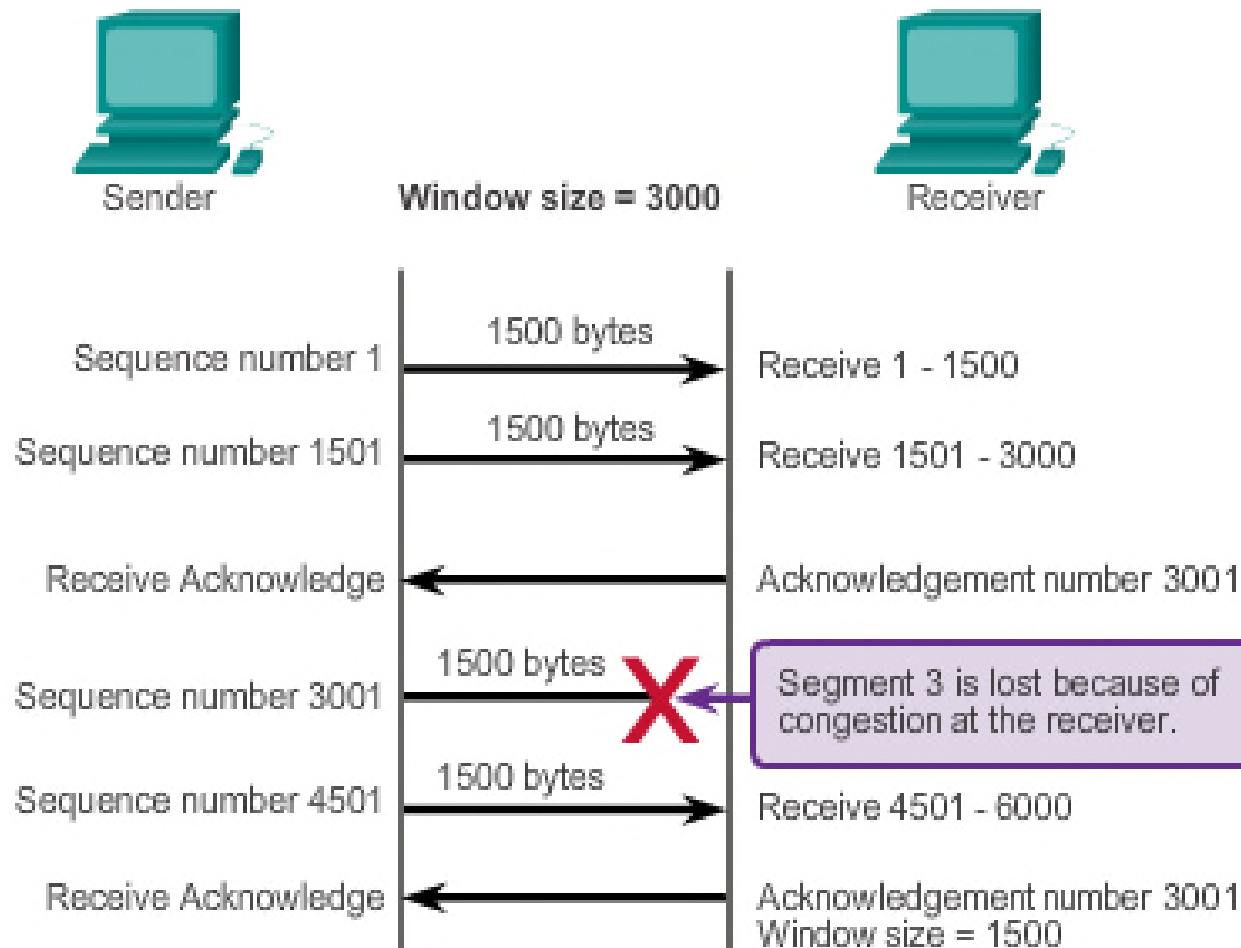 Sender
Window size = 3000
Receiver
1500 bytes
Sequence number 1
Receive 1 - 1500
1500 bytes
Sequence number 1501
Receive 1501 - 3000
Receive Acknowledge
Acknowledgement number 3001
1500 bytes
Sequence number 3001
Segment 3 is lost because of
congestion at the receiver.
1500 bytes
Sequence number 4501
Receive 4501 - 6000
Receive Acknowledge
Acknowledgement number 3001
Window size = 1500